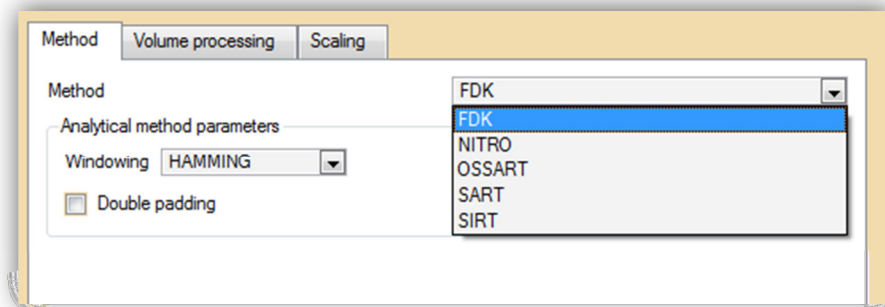 Method Volume processing Scaling
Method FDK
Analytical method parameters FDK
NITRO
Windowing HAMMING OSSART
SART
Double padding
SIRT